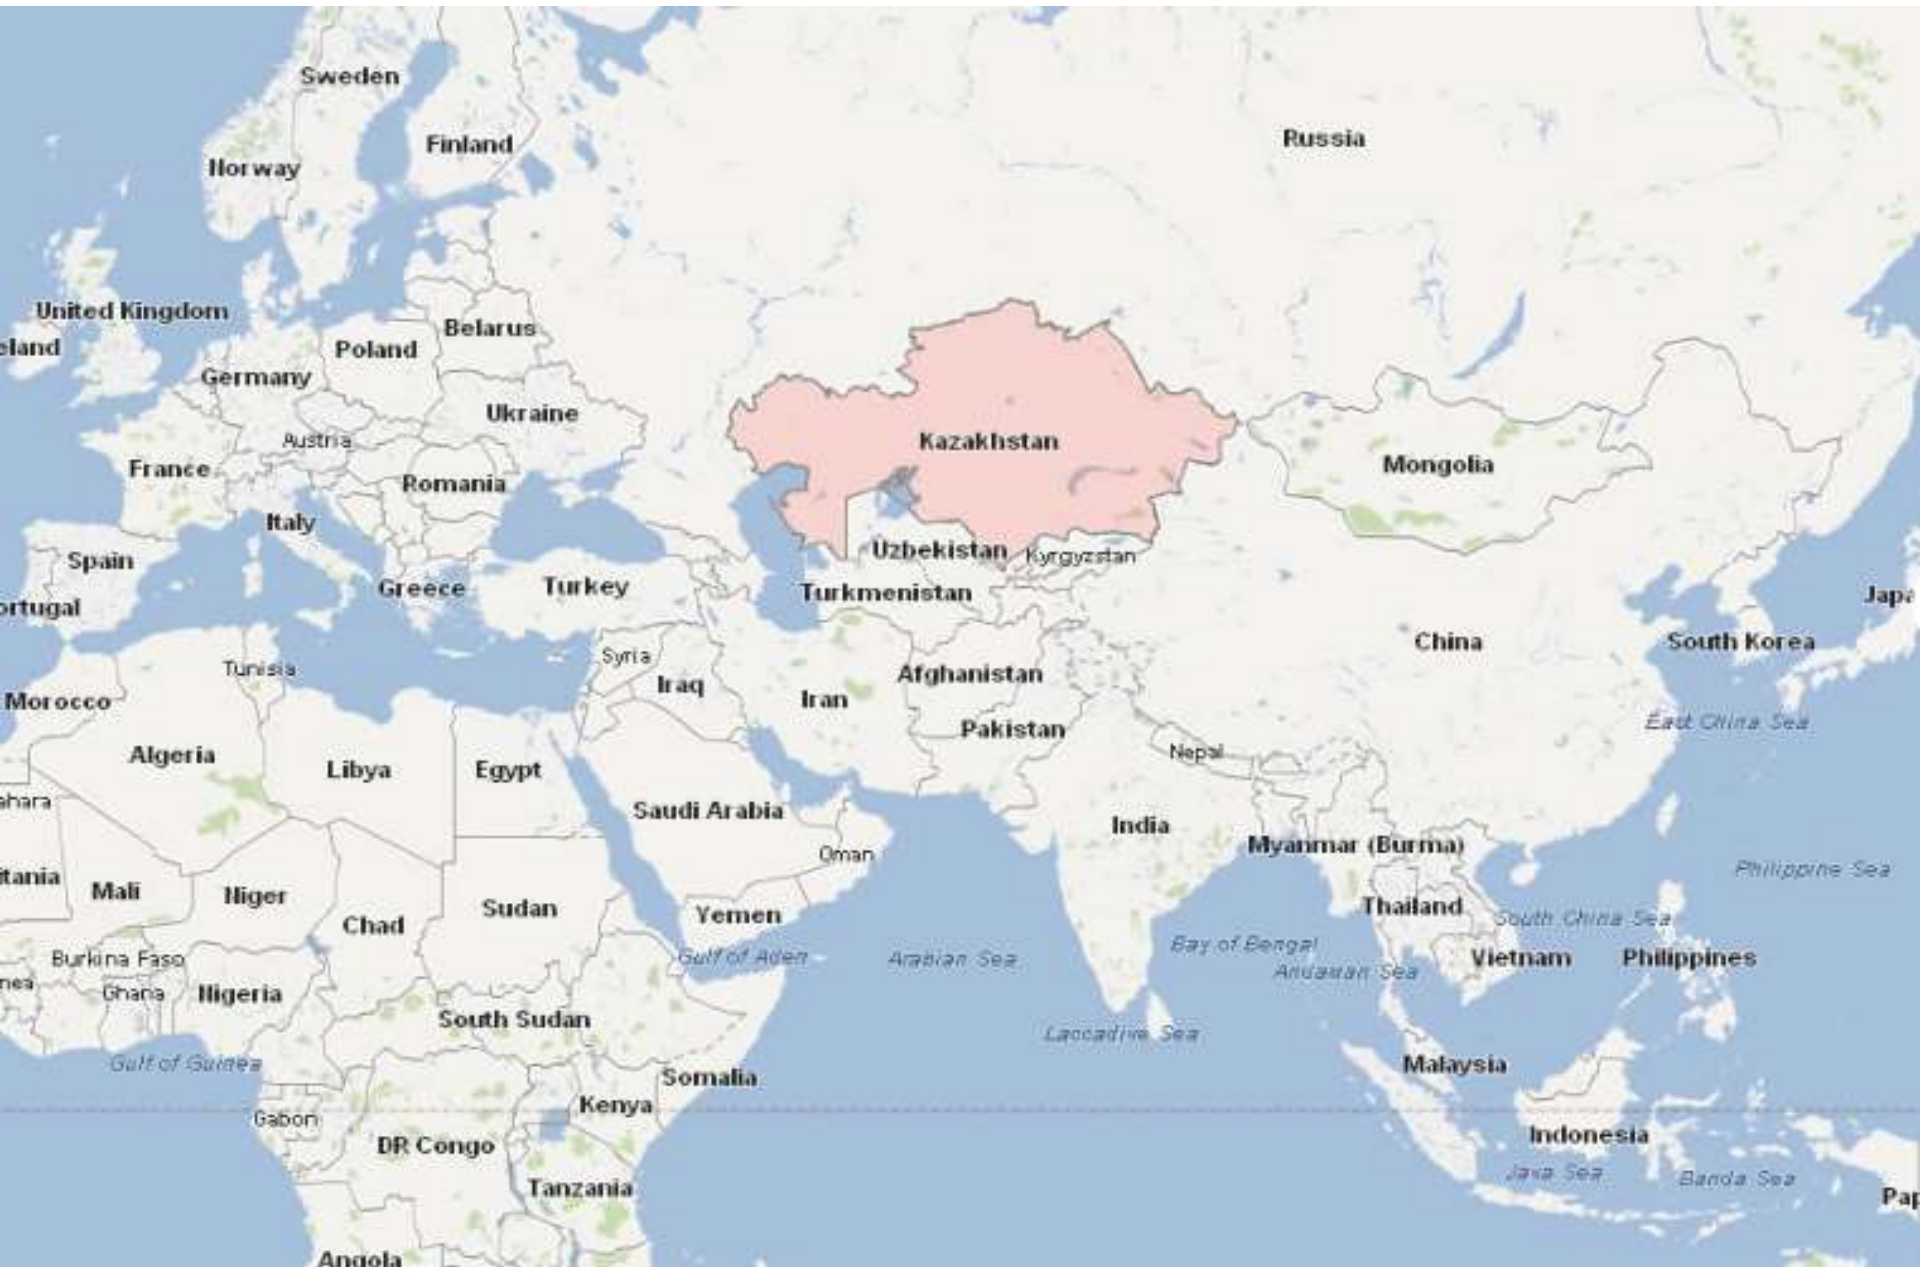 Sweden
Finland
Russia
Norway
United Kingdom
eland
Belarus
Poland
Germany
Ukraine
Austria
Kazakhstan
France
Mongolia
Romania
Italy
Uzbekistan
Kyrgyzstan
Spain
Greece
Turkey
Turkmenistan
ortugal
Japa
China
South Korea
Syria
Tunisia
Iraq
Afghanistan
Iran
Morocco
Pakistan
East China Sea
Nepal
Algeria
Libya
Egypt
ahara
Saudi Arabia
India
Myanmar (Burma)
Oman
Philippine Sea
itania
Mali
Niger
Sudan
Thailand
Yemen
South China Sea
Chad
Bay of Bengal
Gulf of Aden
Arabian Sea
Burkina Faso
Vietnam
Philippines
Andaman Sea
nea
Ghana
Nigeria
South Sudan
Laccadive Sea
Gulf of Guinea
Malaysia
Somalia
Kenya
Gabon
Indonesia
DR Congo
Java Sea
Banda Sea
Tanzania
Pap
Angola